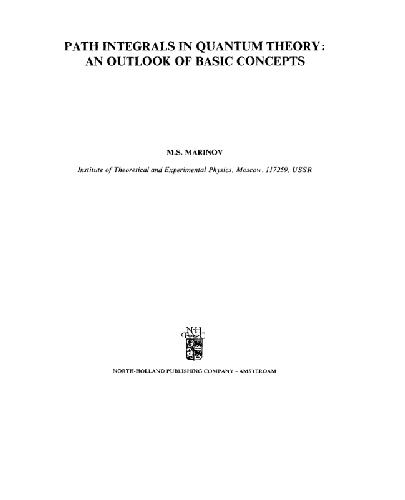 PATH INTEGRALS IN QUANTUM THEORY:
AN OUTLOOK OF BASIC CONCEPTS
M.S. MARINOV
Institute of Theoretical and Experimental Physics, Moscow, 117259, USSR
NORTH-HOLLAND PUBLISHING COMPANY - AMSTERDAM